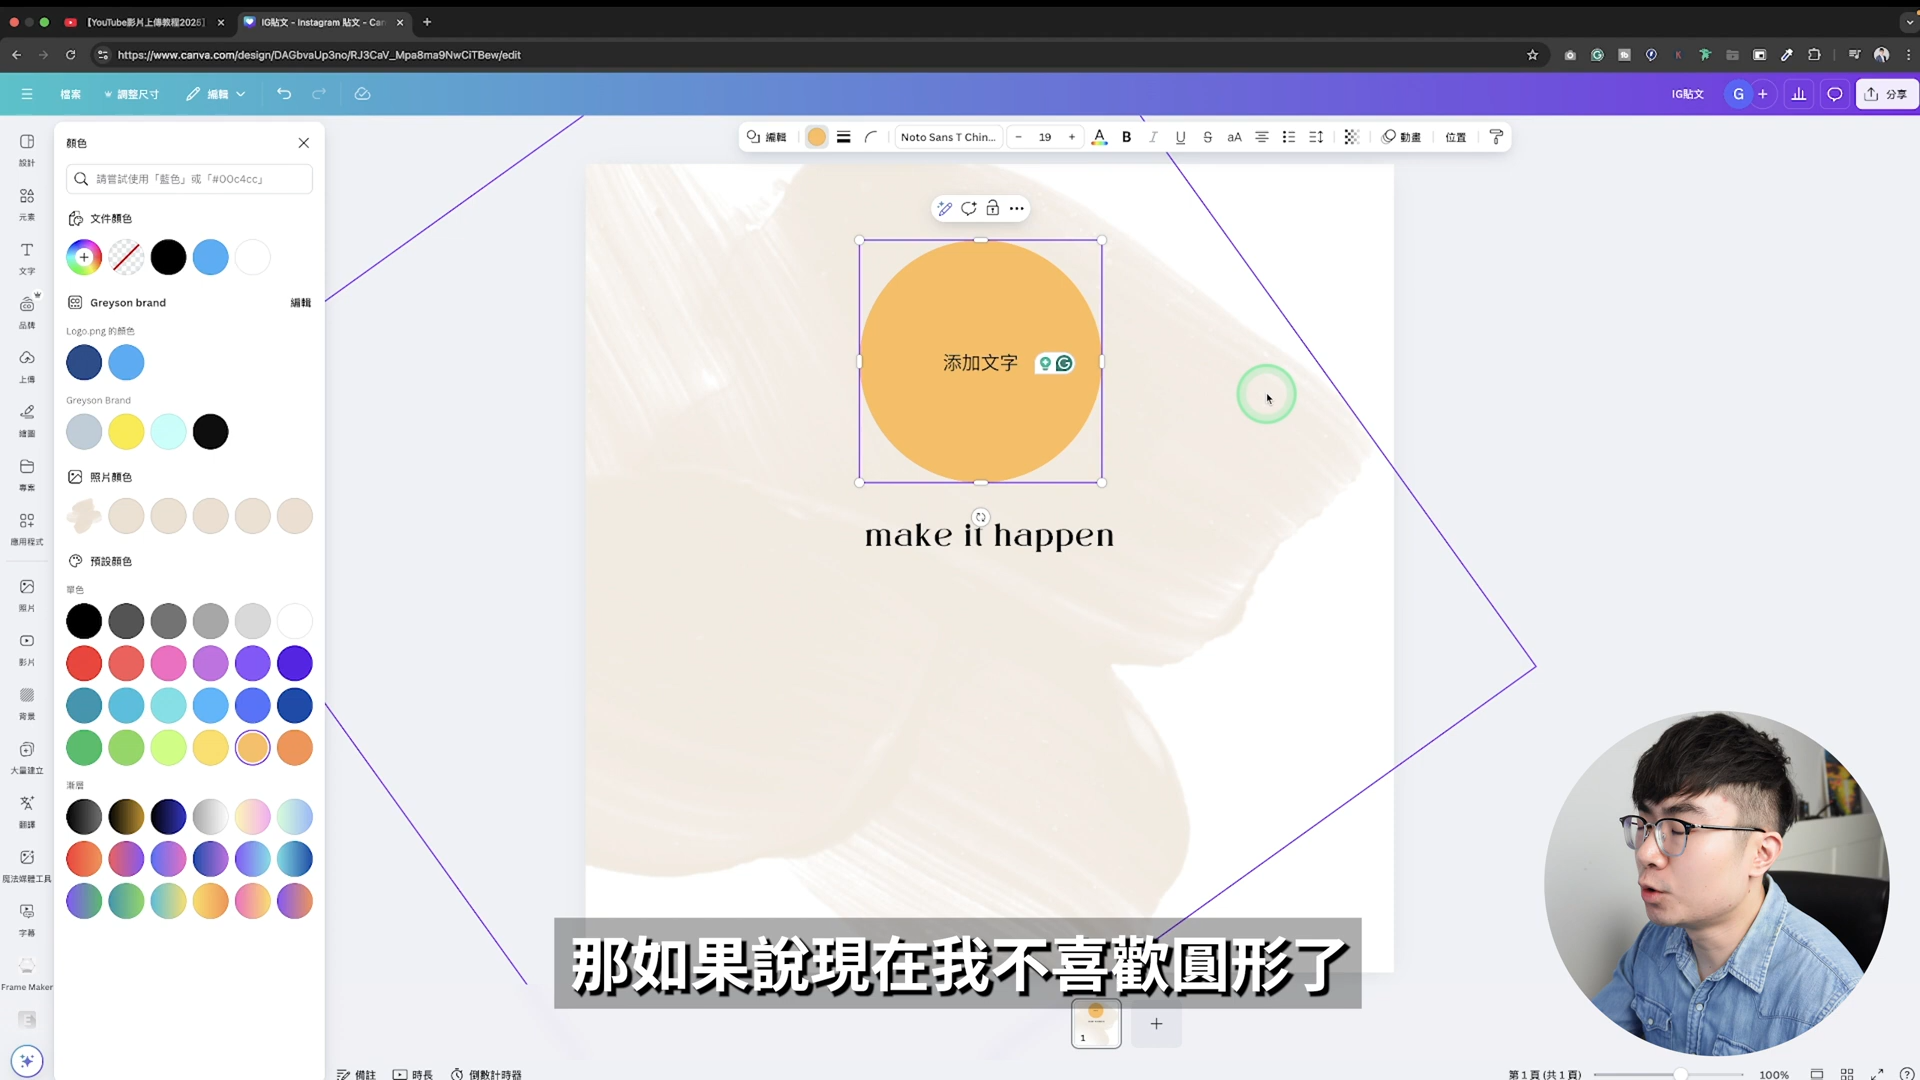 【YouTube影片上傳教程2025】
IG貼文 - Instagram 貼文 - Can
https://www.canva.com/design/DAGbvaUp3no/RJ3CaV_Mpa8ma9NwCiTBew/edit
檔案
調整尺寸
編輯
IG貼文
G
分享
設計
元素
文字
品牌
上傳
繪圖
專案
應用程式
照片
影片
背景
大量建立
翻譯
魔法媒體工具
字幕
Frame Maker
顏色
請嘗試使用「藍色」或「#00c4cc」
文件顏色
Greyson brand
編輯
Logo.png 的顏色
Greyson Brand
照片顏色
預設顏色
單色
漸層
編輯
Noto Sans T Chin...
– 19 +
A B I U S aA
動畫
位置
添加文字
make it happen
那如果說現在我不喜歡圓形了
1
備註
時長
倒數計時器
第 1 頁 (共 1 頁)
100%